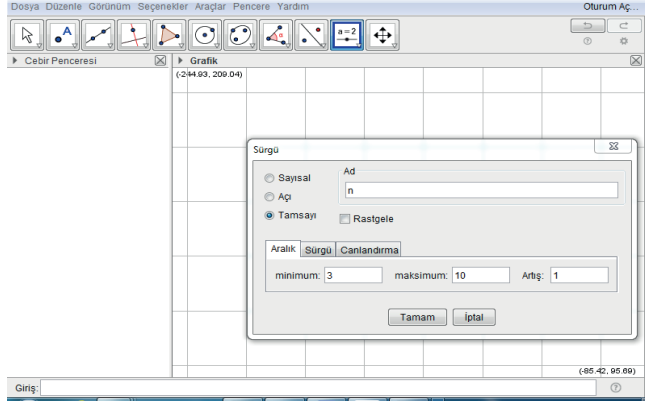 Dosya Düzenle Görünüm Seçenekler Araçlar Pencere Yardım Oturum Aç...
a=2
Cebir Penceresi Grafik
(-244.93, 209.04)
Sürgü
Sayısal
Açı
Tamsayı
Ad
n
Rastgele
Aralık Sürgü Canlandırma
minimum: 3 maksimum: 10 Artış: 1
Tamam İptal
(-85.42, 95.69)
Giriş: